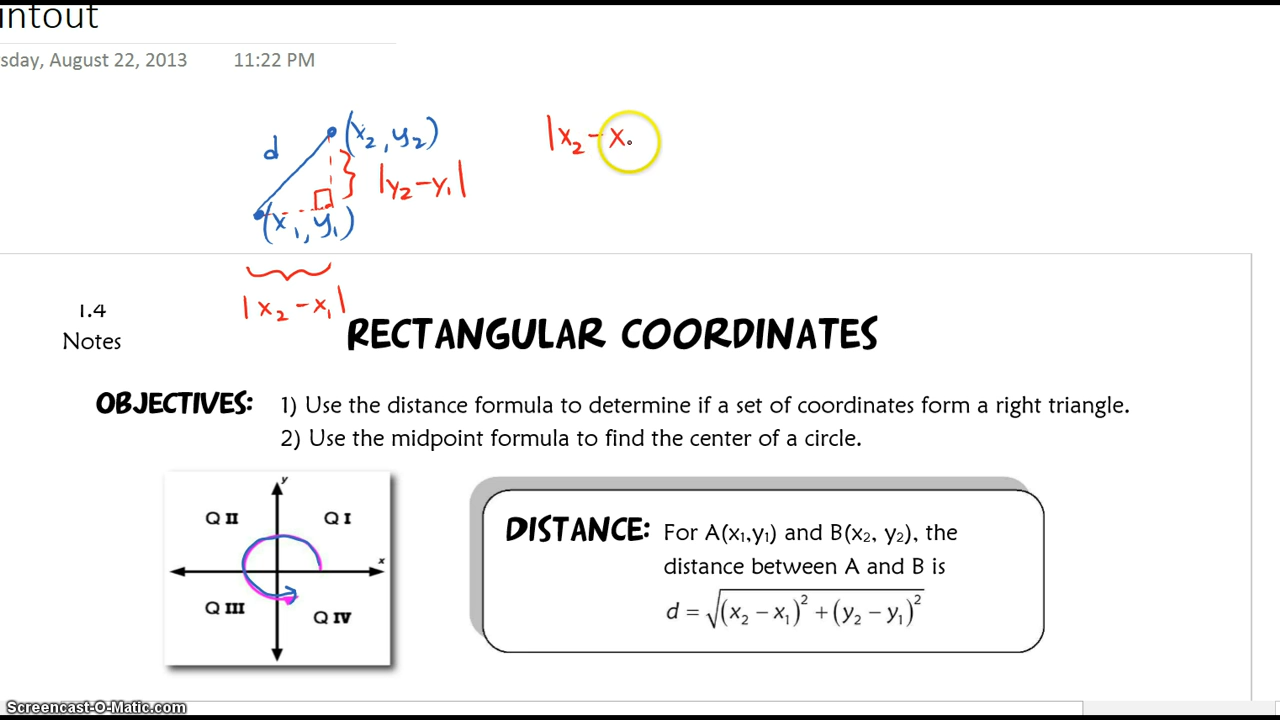 intout
sday, August 22, 2013 11:22 PM
d
(x₂, y₂)
|x₂ - x
|y₂ - y₁|
(x₁, y₁)
|x₂ - x₁|
1.4
Notes
RECTANGULAR COORDINATES
OBJECTIVES: 1) Use the distance formula to determine if a set of coordinates form a right triangle.
2) Use the midpoint formula to find the center of a circle.
y
Q II Q I
x
Q III Q IV
DISTANCE: For A(x₁,y₁) and B(x₂, y₂), the
distance between A and B is
d = √(x₂ − x₁)² + (y₂ − y₁)²
Screencast-O-Matic.com